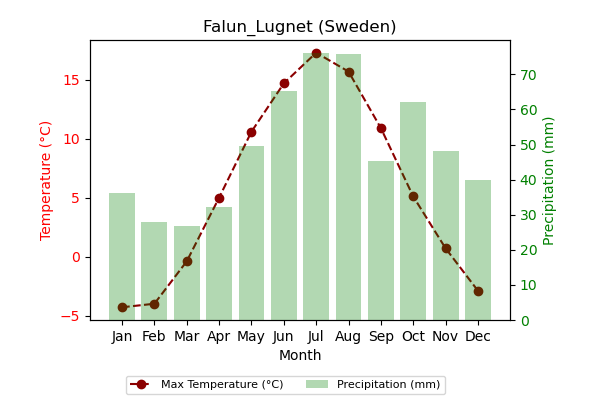 Falun_Lugnet (Sweden)
Temperature (°C)
15
10
5
0
−5
Precipitation (mm)
70
60
50
40
30
20
10
0
Jan Feb Mar Apr May Jun Jul Aug Sep Oct Nov Dec
Month
Max Temperature (°C) Precipitation (mm)